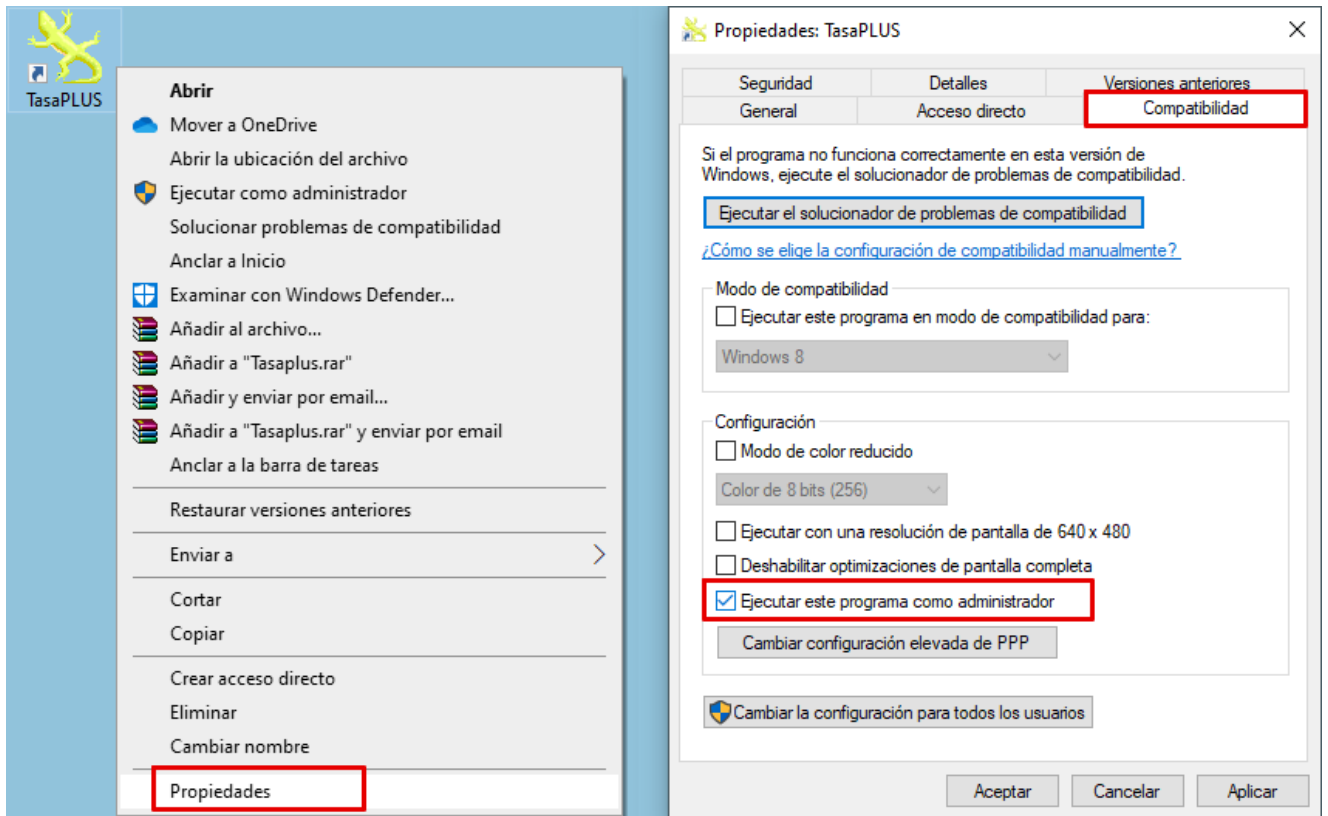 TasaPLUS
Abrir
Mover a OneDrive
Abrir la ubicación del archivo
Ejecutar como administrador
Solucionar problemas de compatibilidad
Anclar a Inicio
Examinar con Windows Defender...
Añadir al archivo...
Añadir a "Tasaplus.rar"
Añadir y enviar por email...
Añadir a "Tasaplus.rar" y enviar por email
Anclar a la barra de tareas
Restaurar versiones anteriores
Enviar a
Cortar
Copiar
Crear acceso directo
Eliminar
Cambiar nombre
Propiedades
Propiedades: TasaPLUS
Seguridad Detalles Versiones anteriores
General Acceso directo Compatibilidad
Si el programa no funciona correctamente en esta versión de
Windows, ejecute el solucionador de problemas de compatibilidad.
Ejecutar el solucionador de problemas de compatibilidad
¿Cómo se elige la configuración de compatibilidad manualmente?
Modo de compatibilidad
Ejecutar este programa en modo de compatibilidad para:
Windows 8
Configuración
Modo de color reducido
Color de 8 bits (256)
Ejecutar con una resolución de pantalla de 640 x 480
Deshabilitar optimizaciones de pantalla completa
Ejecutar este programa como administrador
Cambiar configuración elevada de PPP
Cambiar la configuración para todos los usuarios
Aceptar Cancelar Aplicar